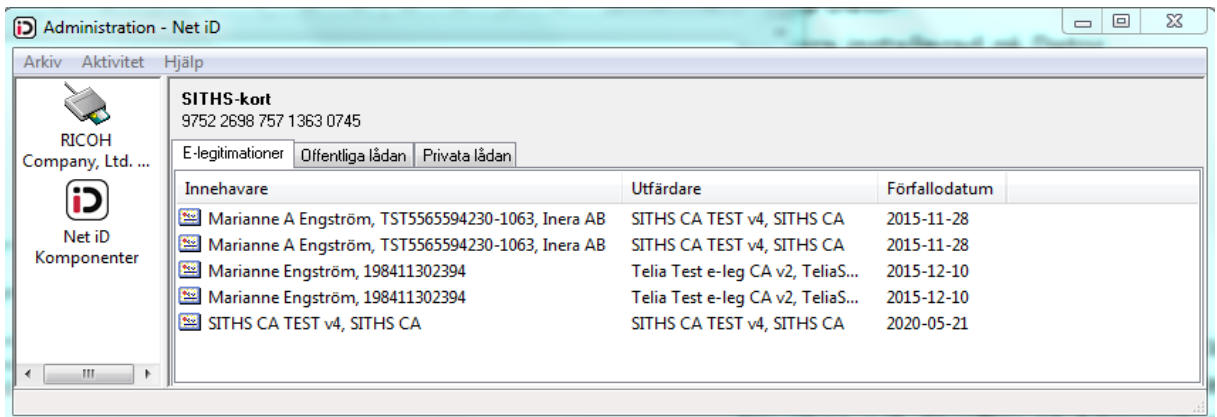 Administration - Net iD
Arkiv Aktivitet Hjälp
RICOH
Company, Ltd. ...
Net iD
Komponenter
SITHS-kort
9752 2698 757 1363 0745
E-legitimationer Offentliga lådan Privata lådan
Innehavare Utfärdare Förfallodatum
Marianne A Engström, TST5565594230-1063, Inera AB SITHS CA TEST v4, SITHS CA 2015-11-28
Marianne A Engström, TST5565594230-1063, Inera AB SITHS CA TEST v4, SITHS CA 2015-11-28
Marianne Engström, 198411302394 Telia Test e-leg CA v2, TeliaS... 2015-12-10
Marianne Engström, 198411302394 Telia Test e-leg CA v2, TeliaS... 2015-12-10
SITHS CA TEST v4, SITHS CA SITHS CA TEST v4, SITHS CA 2020-05-21